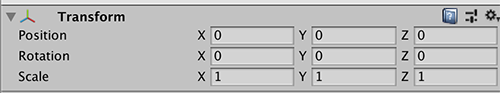 Transform
Position X 0 Y 0 Z 0
Rotation X 0 Y 0 Z 0
Scale X 1 Y 1 Z 1